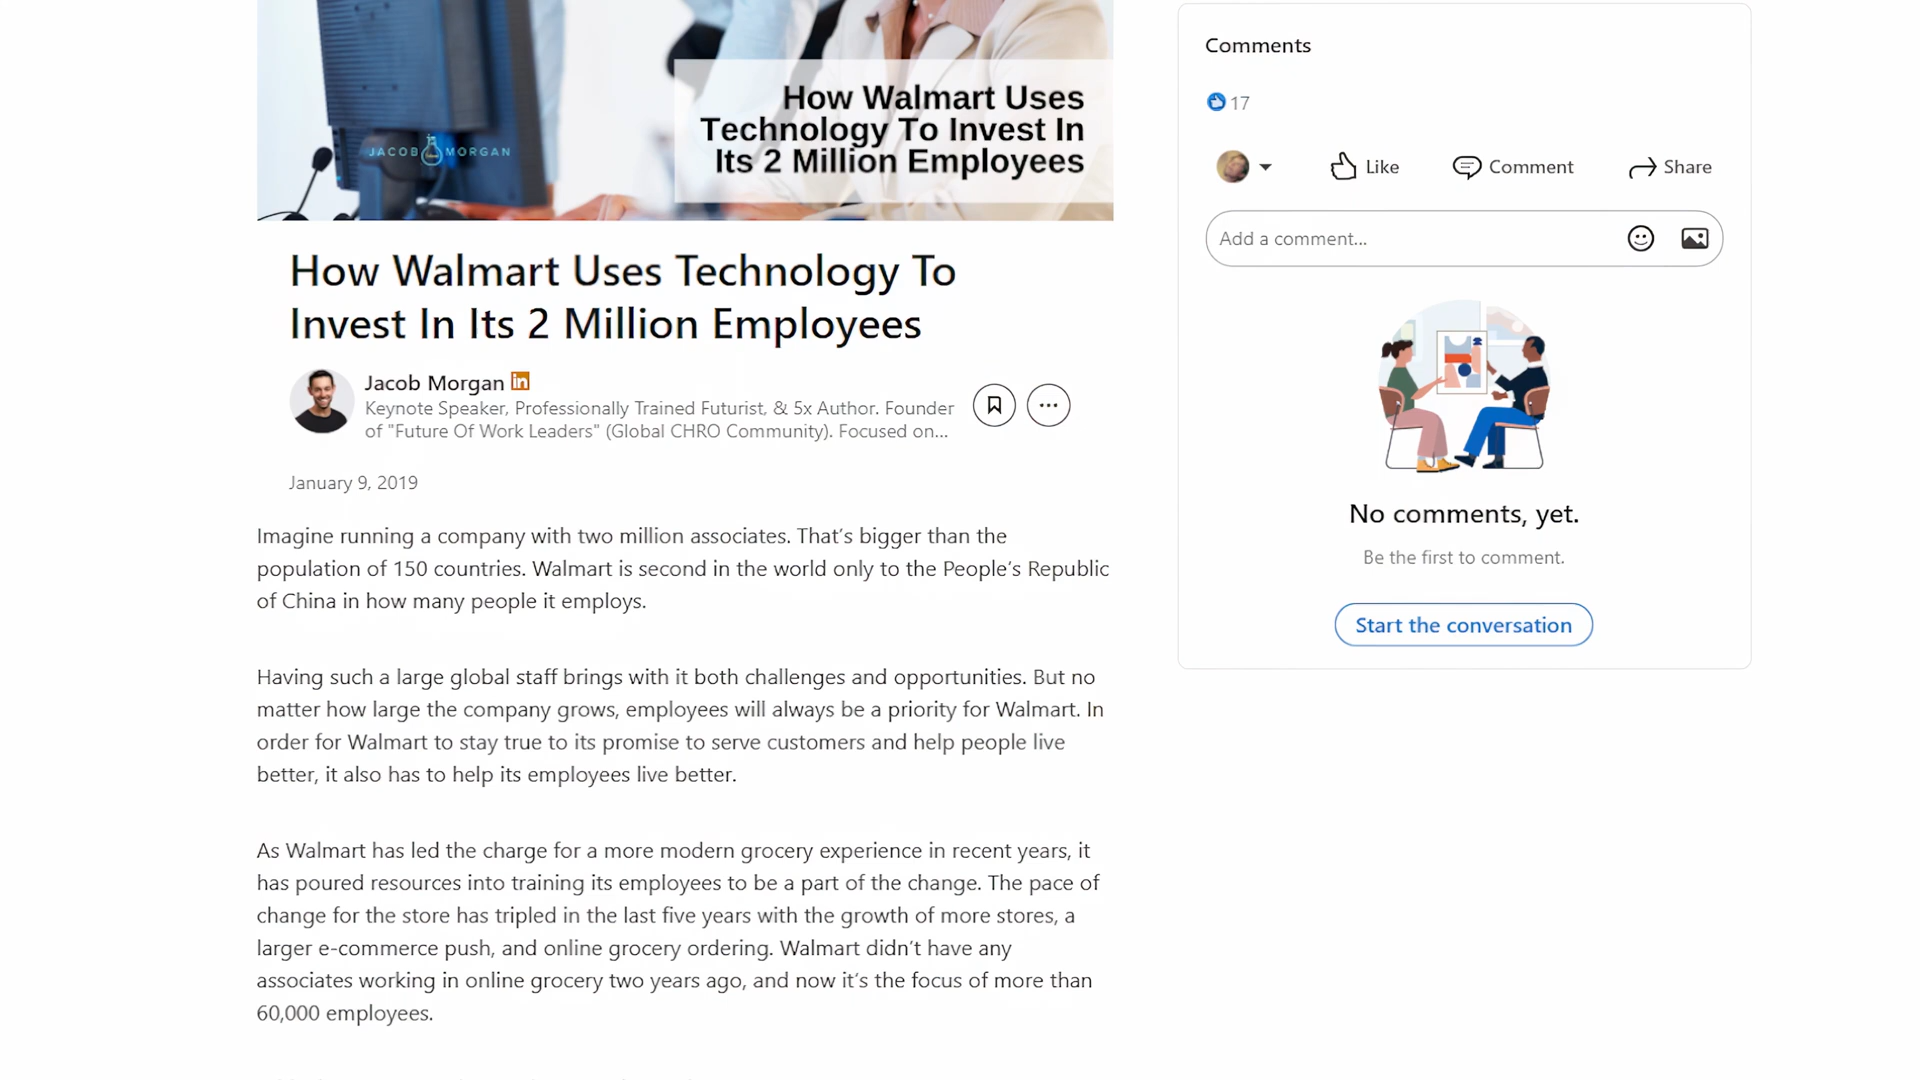 How Walmart Uses
Technology To Invest In
Its 2 Million Employees
JACOB MORGAN
How Walmart Uses Technology To
Invest In Its 2 Million Employees
Jacob Morgan in
Keynote Speaker, Professionally Trained Futurist, & 5x Author. Founder
of "Future Of Work Leaders" (Global CHRO Community). Focused on...
January 9, 2019
Imagine running a company with two million associates. That's bigger than the
population of 150 countries. Walmart is second in the world only to the People's Republic
of China in how many people it employs.
Having such a large global staff brings with it both challenges and opportunities. But no
matter how large the company grows, employees will always be a priority for Walmart. In
order for Walmart to stay true to its promise to serve customers and help people live
better, it also has to help its employees live better.
As Walmart has led the charge for a more modern grocery experience in recent years, it
has poured resources into training its employees to be a part of the change. The pace of
change for the store has tripled in the last five years with the growth of more stores, a
larger e-commerce push, and online grocery ordering. Walmart didn't have any
associates working in online grocery two years ago, and now it's the focus of more than
60,000 employees.
Comments
17
Like Comment Share
Add a comment...
No comments, yet.
Be the first to comment.
Start the conversation